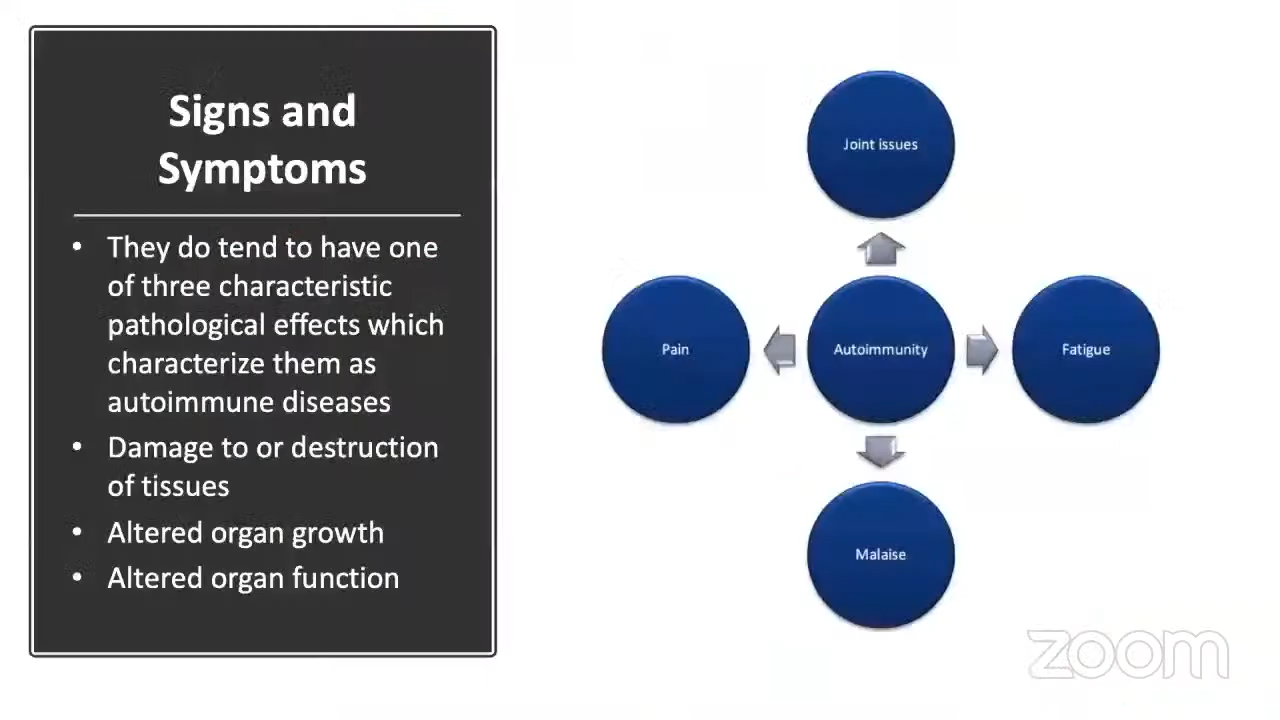 Signs and
Symptoms
• They do tend to have one
of three characteristic
pathological effects which
characterize them as
autoimmune diseases
• Damage to or destruction
of tissues
• Altered organ growth
• Altered organ function
Joint issues
Pain
Autoimmunity
Fatigue
Malaise
zoom